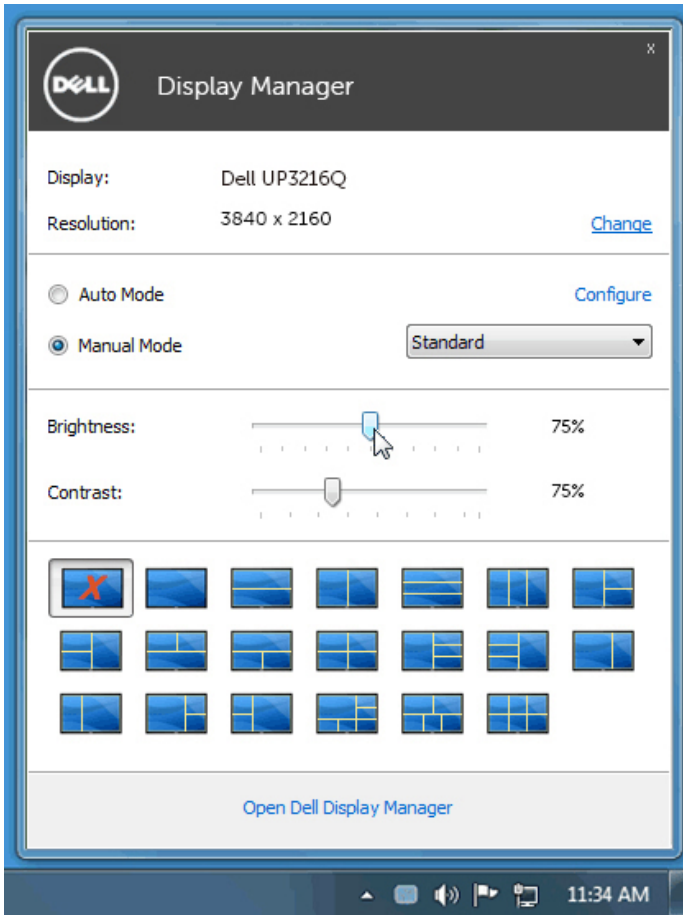 x
DELL
Display Manager
Display: Dell UP3216Q
Resolution: 3840 x 2160 Change
Auto Mode Configure
Manual Mode Standard
Brightness: 75%
Contrast: 75%
Open Dell Display Manager
11:34 AM